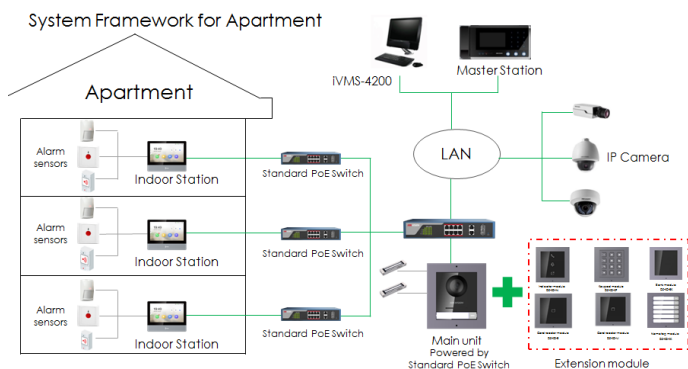 System Framework for Apartment
iVMS-4200
Master Station
Apartment
LAN
IP Camera
Alarm
sensors
Indoor Station
Standard PoE Switch
Alarm
sensors
Indoor Station
Standard PoE Switch
Alarm
sensors
Indoor Station
Standard PoE Switch
Main unit
Powered by
Standard PoE Switch
Extension module